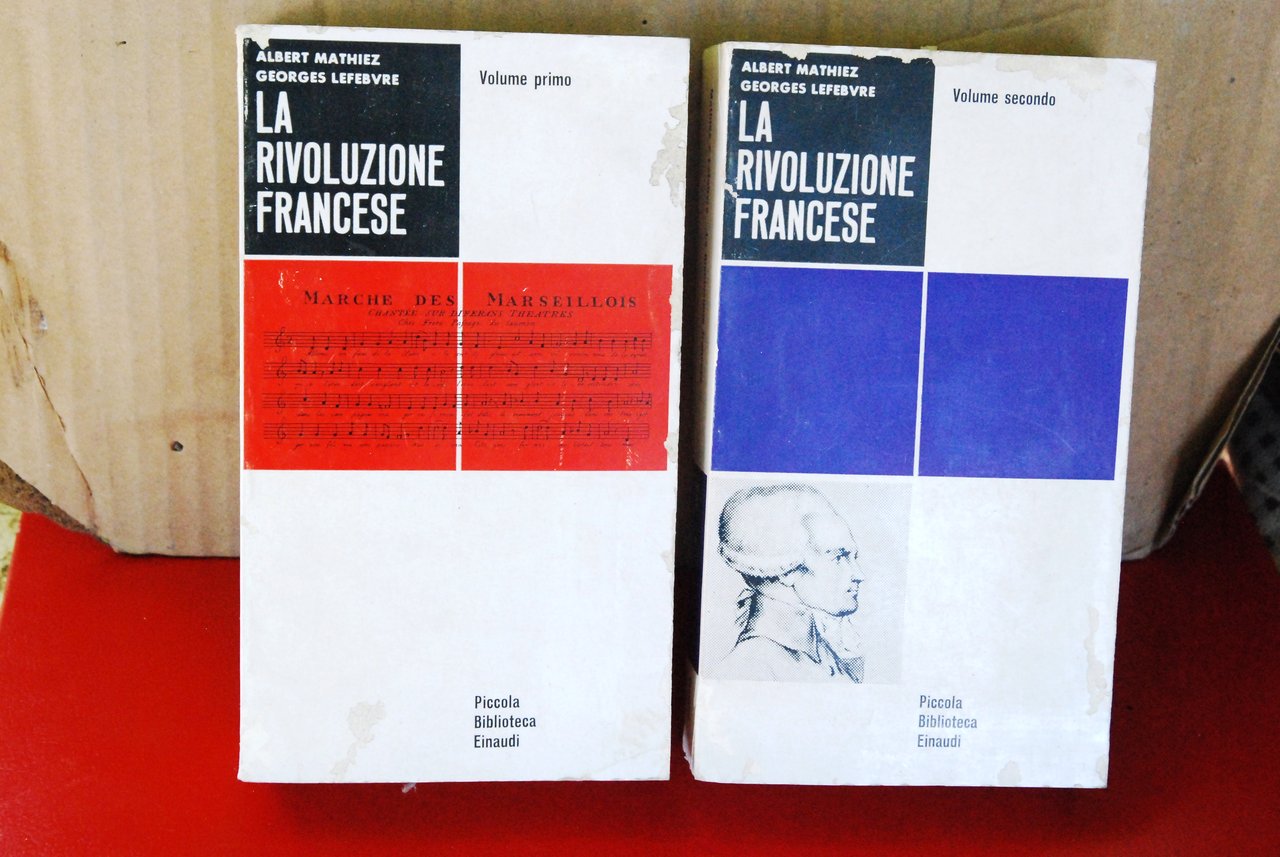 ALBERT MATHIEZ
GEORGES LEFEBVRE
LA
RIVOLUZIONE
FRANCESE
Volume primo
MARCHE DES MARSEILLOIS
CHANTÉE SUR DIFERANS THEATRES
Piccola
Biblioteca
Einaudi
ALBERT MATHIEZ
GEORGES LEFEBVRE
LA
RIVOLUZIONE
FRANCESE
Volume secondo
Piccola
Biblioteca
Einaudi